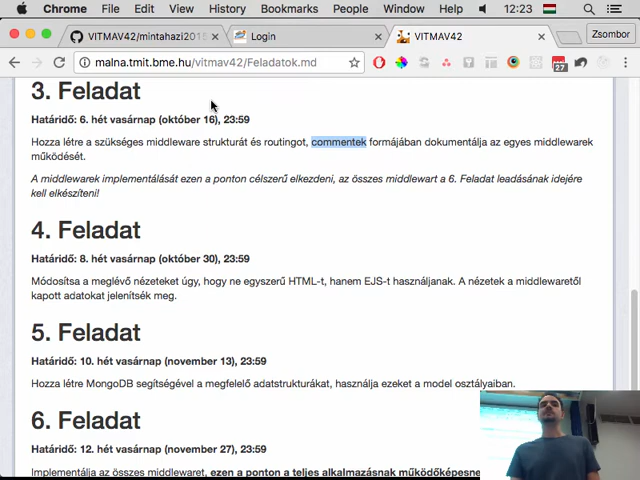 Chrome File Edit View History Bookmarks People Window Help 12:23
VITMAV42/mintahazi2015 Login VITMAV42 Zsombor
malna.tmit.bme.hu/vitmav42/Feladatok.md 27
3. Feladat
Határidő: 6. hét vasárnap (október 16), 23:59
Hozza létre a szükséges middleware strukturát és routingot, commentek formájában dokumentálja az egyes middlewarek
működését.
A middlewarek implementálását ezen a ponton célszerű elkezdeni, az összes middlewart a 6. Feladat leadásának idejére
kell elkészíteni!
4. Feladat
Határidő: 8. hét vasárnap (október 30), 23:59
Módosítsa a meglévő nézeteket úgy, hogy ne egyszerű HTML-t, hanem EJS-t használjanak. A nézetek a middlewaretől
kapott adatokat jelenítsék meg.
5. Feladat
Határidő: 10. hét vasárnap (november 13), 23:59
Hozza létre MongoDB segítségével a megfelelő adatstrukturákat, használja ezeket a model osztályaiban.
6. Feladat
Határidő: 12. hét vasárnap (november 27), 23:59
Implementálja az összes middlewaret, ezen a ponton a teljes alkalmazásnak működőképesne